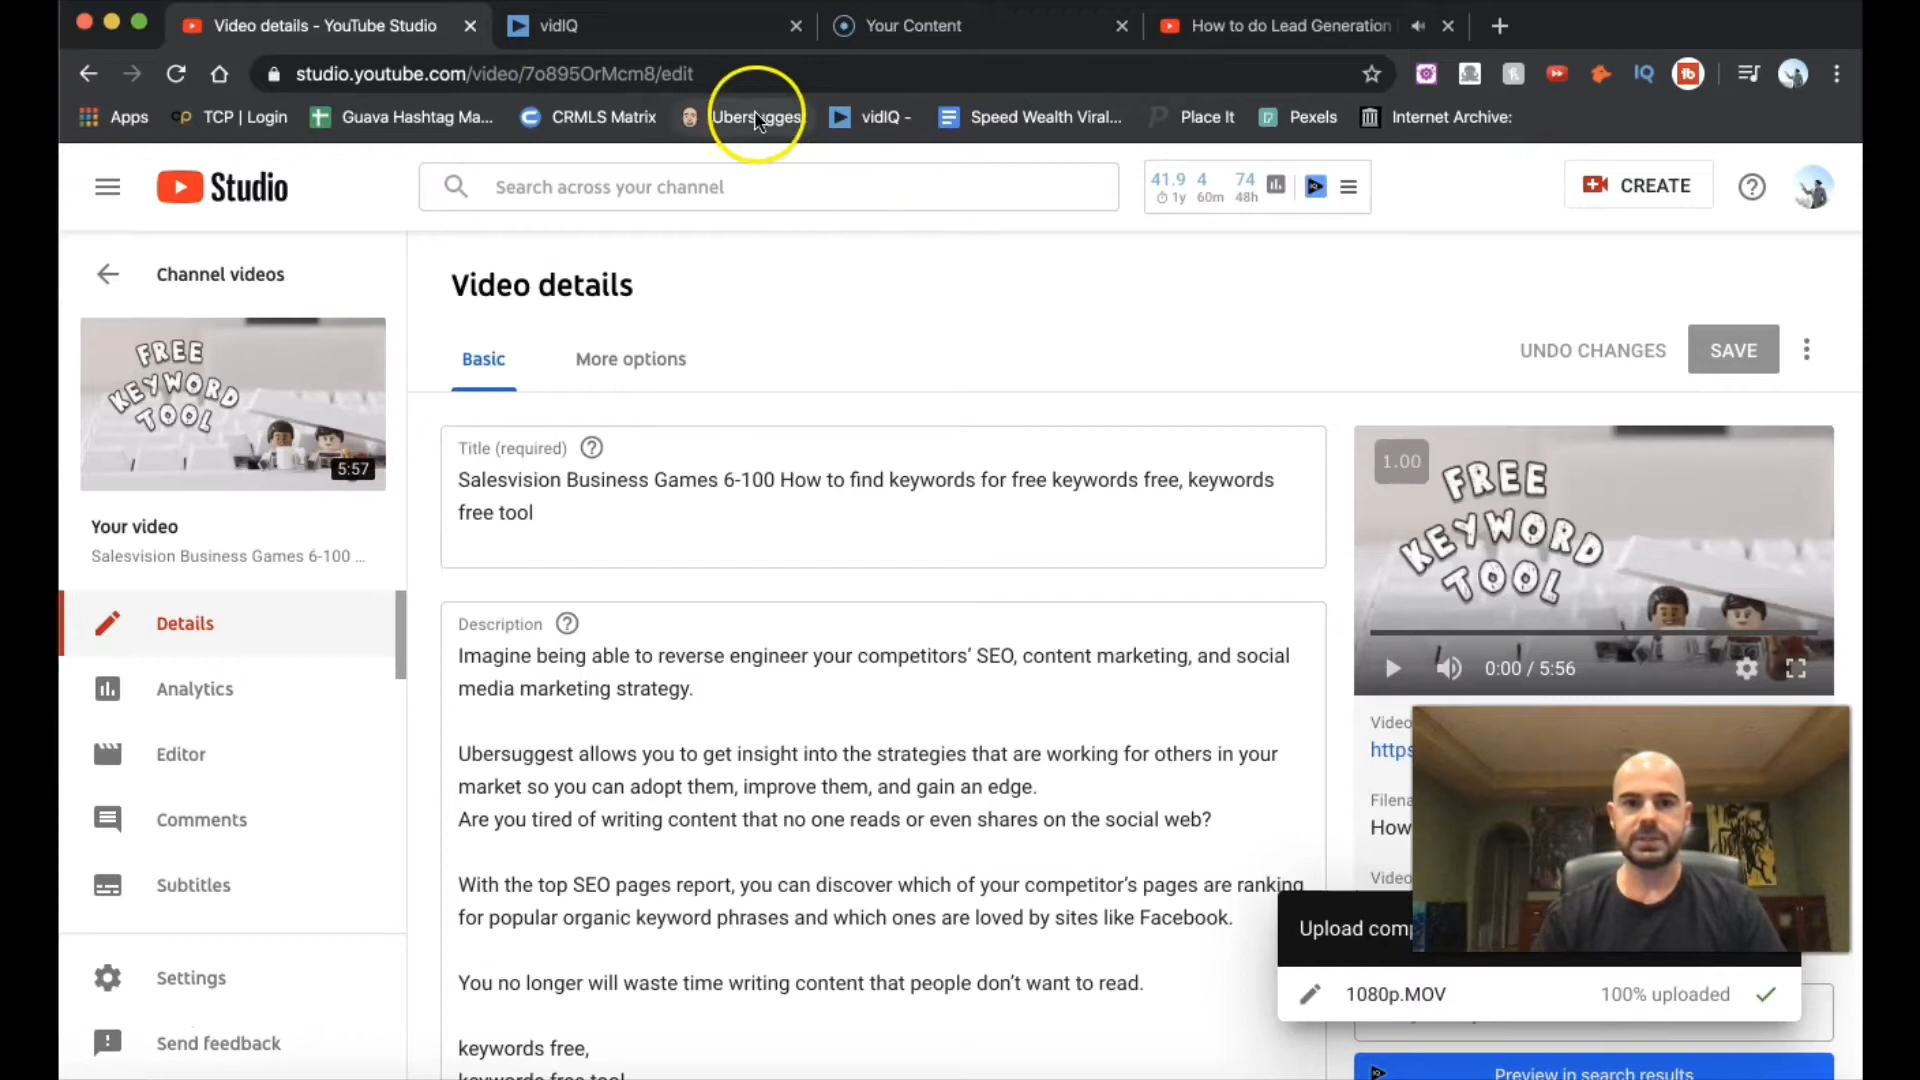 Video details - YouTube Studio
vidIQ
Your Content
How to do Lead Generation
studio.youtube.com/video/7o895OrMcm8/edit
Apps
TCP | Login
Guava Hashtag Ma...
CRMLS Matrix
Ubersuggest
vidIQ -
Speed Wealth Viral...
Place It
Pexels
Internet Archive:
Studio
Search across your channel
41.9 4 74
1y 60m 48h
CREATE
Channel videos
Video details
FREE
KEYWORD
TOOL
5:57
Basic
More options
UNDO CHANGES
SAVE
Your video
Salesvision Business Games 6-100 ...
Title (required)
Salesvision Business Games 6-100 How to find keywords for free keywords free, keywords
free tool
1.00
FREE
KEYWORD
TOOL
0:00 / 5:56
Details
Analytics
Editor
Comments
Subtitles
Settings
Send feedback
Description
Imagine being able to reverse engineer your competitors’ SEO, content marketing, and social
media marketing strategy.
Ubersuggest allows you to get insight into the strategies that are working for others in your
market so you can adopt them, improve them, and gain an edge.
Are you tired of writing content that no one reads or even shares on the social web?
With the top SEO pages report, you can discover which of your competitor’s pages are ranking
for popular organic keyword phrases and which ones are loved by sites like Facebook.
You no longer will waste time writing content that people don’t want to read.
keywords free,
keywords free tool
Video
https
Filena
How
Video
Upload comp
1080p.MOV
100% uploaded
Preview in search results